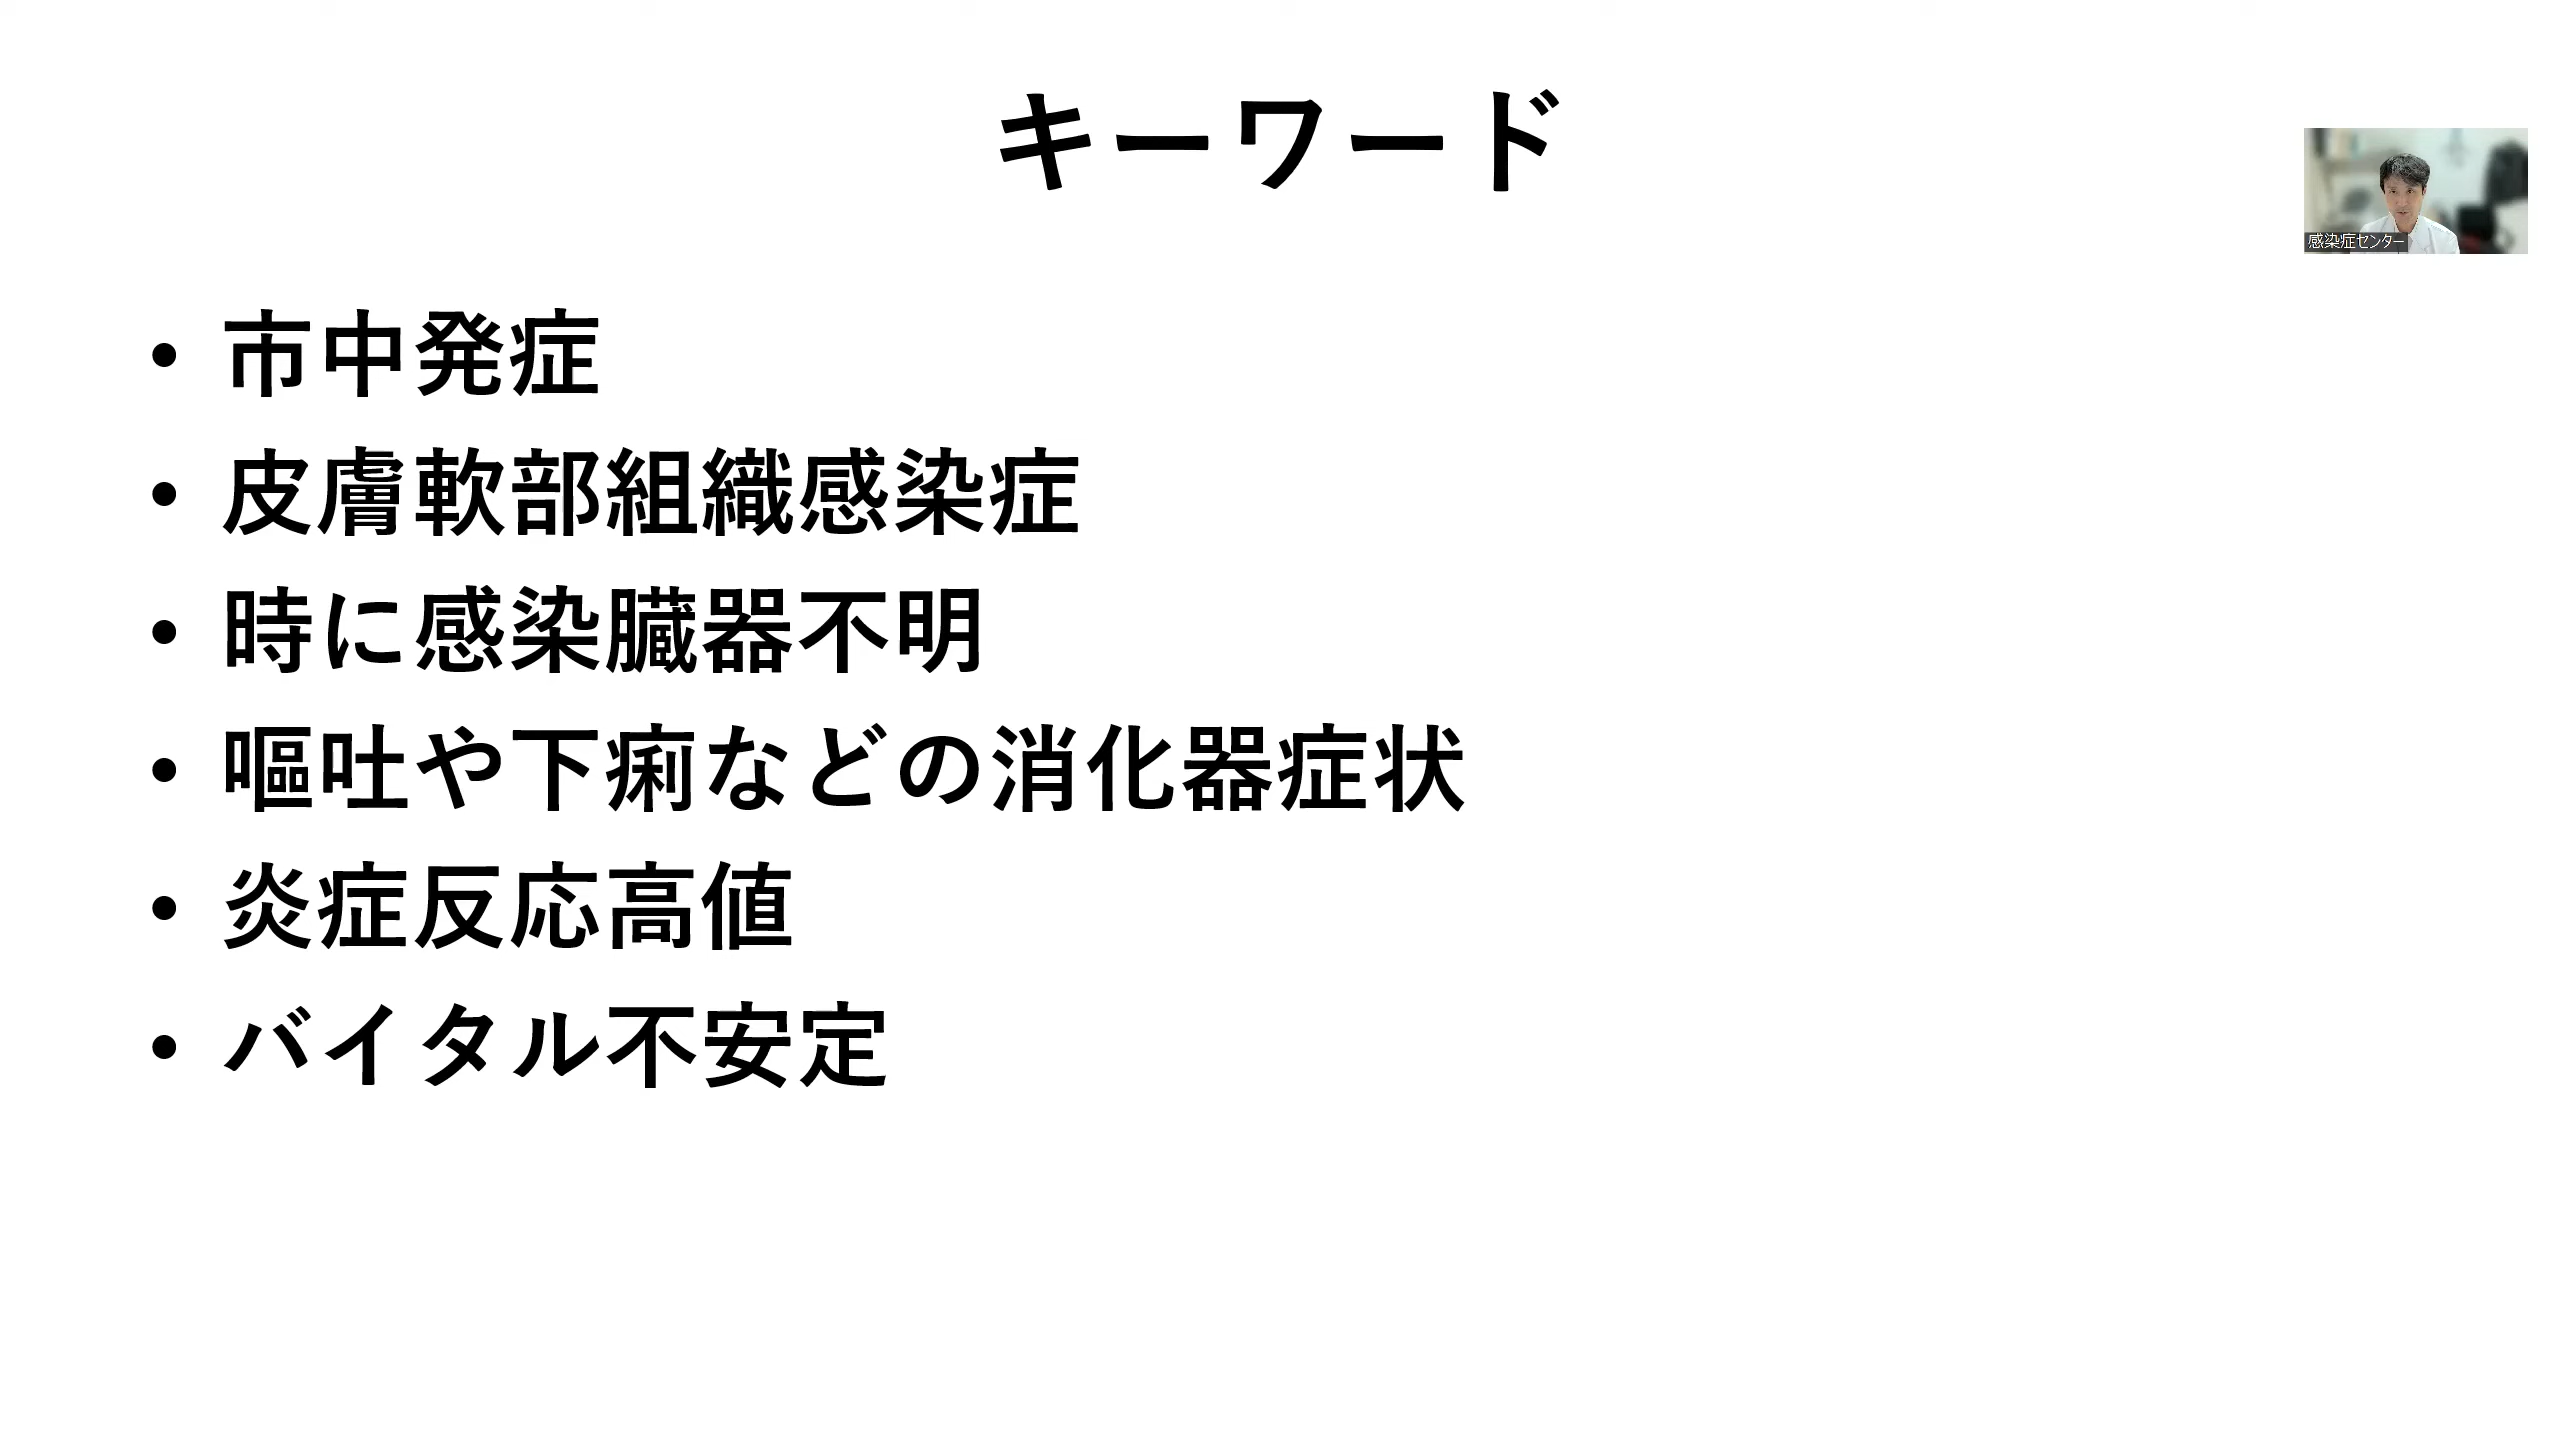 キーワード
感染症センター
• 市中発症
• 皮膚軟部組織感染症
• 時に感染臓器不明
• 嘔吐や下痢などの消化器症状
• 炎症反応高値
• バイタル不安定